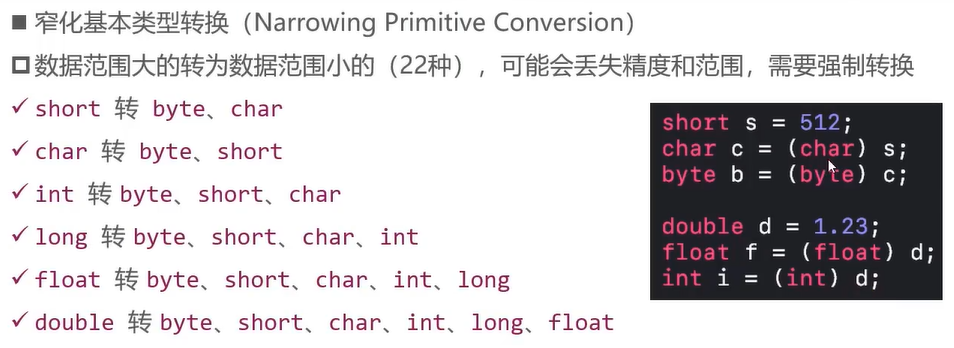 窄化基本类型转换（Narrowing Primitive Conversion）
数据范围大的转为数据范围小的（22种），可能会丢失精度和范围，需要强制转换
short 转 byte、char
char 转 byte、short
int 转 byte、short、char
long 转 byte、short、char、int
float 转 byte、short、char、int、long
double 转 byte、short、char、int、long、float
short s = 512;
char c = (char) s;
byte b = (byte) c;
double d = 1.23;
float f = (float) d;
int i = (int) d;